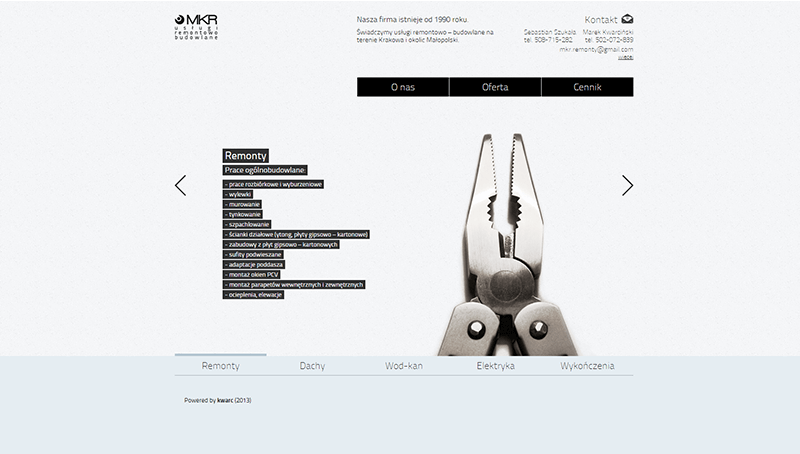 MKR
usługi
remontowo
budowlane
Nasza firma istnieje od 1990 roku.
Świadczymy usługi remontowo – budowlane na
terenie Krakowa i okolic Małopolski.
Kontakt
Sebastian Szukała Marek Kwarciński
tel. 508-715-282 tel. 502-072-839
mkr.remonty@gmail.com
więcej
O nas Oferta Cennik
Remonty
Prace ogólnobudowlane:
- prace rozbiórkowe i wyburzeniowe
- wylewki
- murowanie
- tynkowanie
- szpachlowanie
- ścianki działowe (ytong, płyty gipsowo – kartonowe)
- zabudowy z płyt gipsowo – kartonowych
- sufity podwieszane
- adaptacje poddasza
- montaż okien PCV
- montaż parapetów wewnętrznych i zewnętrznych
- ocieplenia, elewacje
Remonty Dachy Wod-kan Elektryka Wykończenia
Powered by kwarc (2013)